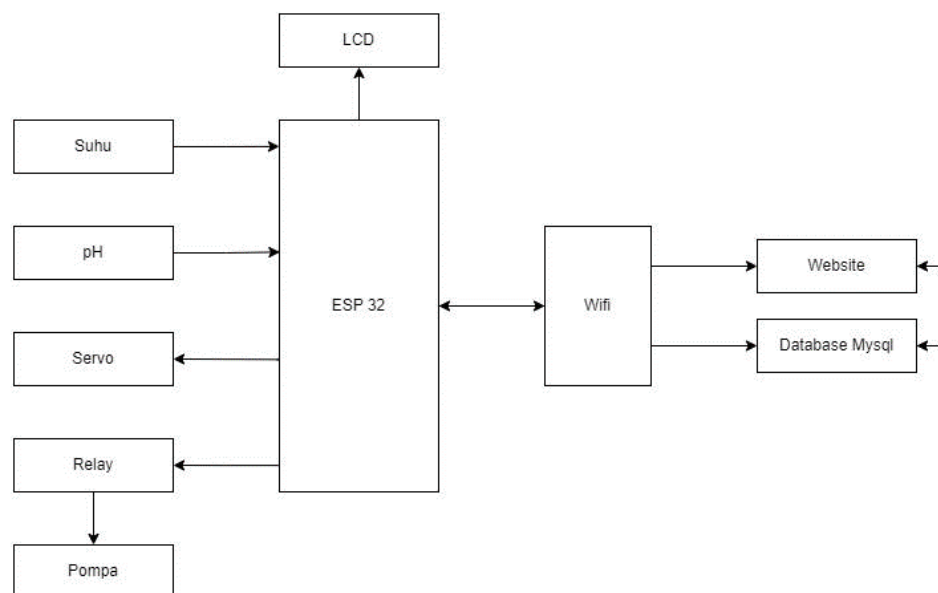 LCD
Suhu
pH
ESP 32
Wifi
Website
Database Mysql
Servo
Relay
Pompa